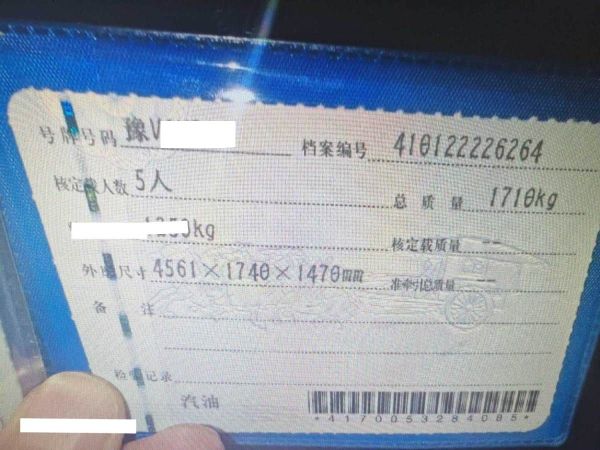 号牌号码 豫V 档案编号 410122226264
核定载人数 5人 总质量 1710kg
1250kg 核定载质量 --
外廓尺寸 4561×1740×1470mm 准牵引总质量 --
备注
检验记录
汽油
*4170053284085*